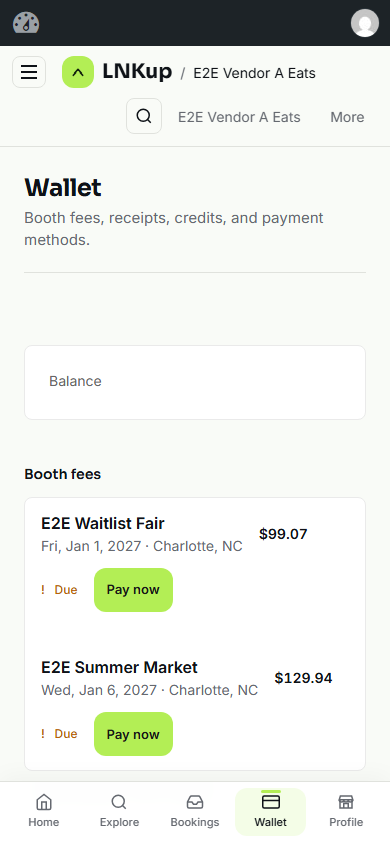 LNKup / E2E Vendor A Eats
E2E Vendor A Eats More
Wallet
Booth fees, receipts, credits, and payment
methods.
Balance
Booth fees
E2E Waitlist Fair
$99.07
Fri, Jan 1, 2027 · Charlotte, NC
! Due Pay now
E2E Summer Market
$129.94
Wed, Jan 6, 2027 · Charlotte, NC
! Due Pay now
Home Explore Bookings Wallet Profile